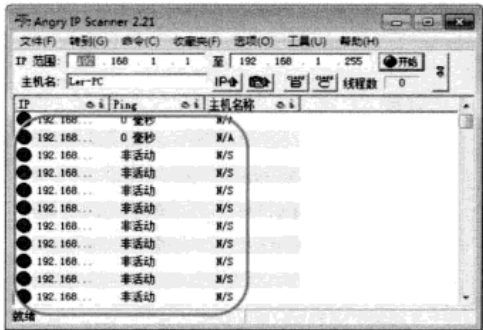 Angry IP Scanner 2.21
文件(F) 转到(G) 命令(C) 收藏夹(F) 选项(O) 工具(U) 帮助(H)
IP 范围: 192 . 168 . 1 . 1 至 192 . 168 . 1 . 255 开始
主机名: Ler-PC IP 线程数 0
IP Ping 主机名称
192.168... 0 毫秒 N/A
192.168... 0 毫秒 N/A
192.168... 非活动 N/S
192.168... 非活动 N/S
192.168... 非活动 N/S
192.168... 非活动 N/S
192.168... 非活动 N/S
192.168... 非活动 N/S
192.168... 非活动 N/S
192.168... 非活动 N/S
192.168... 非活动 N/S
就绪